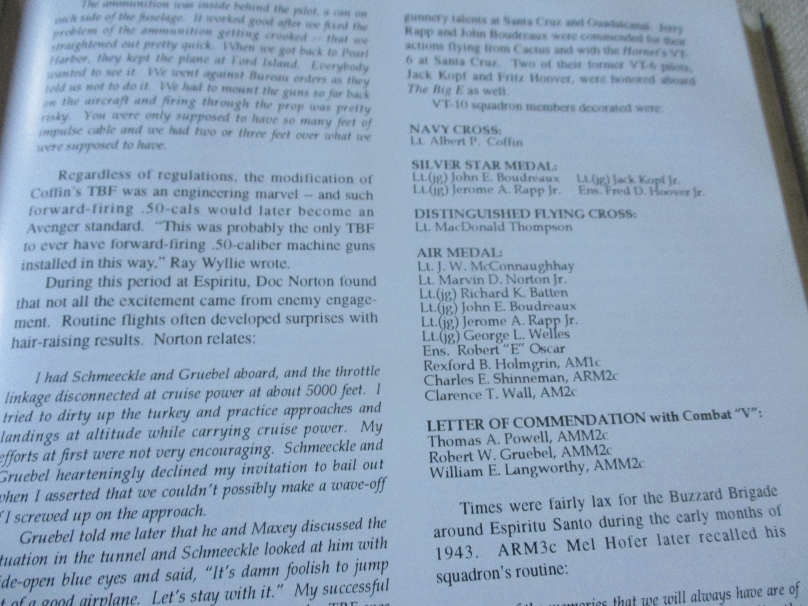 The ammunition was inside behind the pilot, a can on
each side of the fuselage. It worked good after we fixed the
problem of the ammunition getting crooked -- that we
straightened out pretty quick. When we got back to Pearl
Harbor, they kept the plane at Ford Island. Everybody
wanted to see it. We went against Bureau orders as they
told us not to do it. We had to mount the guns so far back
on the aircraft and firing through the prop was pretty
risky. You were only supposed to have so many feet of
impulse cable and we had two or three feet over what we
were supposed to have.
Regardless of regulations, the modification of
Coffin's TBF was an engineering marvel -- and such
forward-firing .50-cals would later become an
Avenger standard. "This was probably the only TBF
to ever have forward-firing .50-caliber machine guns
installed in this way," Ray Wyllie wrote.
During this period at Espiritu, Doc Norton found
that not all the excitement came from enemy engage-
ment. Routine flights often developed surprises with
hair-raising results. Norton relates:
I had Schmeeckle and Gruebel aboard, and the throttle
linkage disconnected at cruise power at about 5000 feet. I
tried to dirty up the turkey and practice approaches and
landings at altitude while carrying cruise power. My
efforts at first were not very encouraging. Schmeeckle and
Gruebel hearteningly declined my invitation to bail out
when I asserted that we couldn't possibly make a wave-off
if I screwed up on the approach.
Gruebel told me later that he and Maxey discussed the
tuation in the tunnel and Schmeeckle looked at him with
ide-open blue eyes and said, "It's damn foolish to jump
t of a good airplane. Let's stay with it." My successful
gunnery talents at Santa Cruz and Guadalcanal. Jerry
Rapp and John Boudreaux were commended for their
actions flying from Cactus and with the Hornet's VT-
6 at Santa Cruz. Two of their former VT-6 pilots,
Jack Kopf and Fritz Hoover, were honored aboard
The Big E as well.
VT-10 squadron members decorated were:
NAVY CROSS:
Lt. Albert P. Coffin
SILVER STAR MEDAL:
Lt.(jg) John E. Boudreaux Lt.(jg) Jack Kopf Jr.
Lt.(jg) Jerome A. Rapp Jr. Ens. Fred D. Hoover Jr.
DISTINGUISHED FLYING CROSS:
Lt. MacDonald Thompson
AIR MEDAL:
Lt. J. W. McConnaughhay
Lt. Marvin D. Norton Jr.
Lt.(jg) Richard K. Batten
Lt.(jg) John E. Boudreaux
Lt.(jg) Jerome A. Rapp Jr.
Lt.(jg) George L. Welles
Ens. Robert "E" Oscar
Rexford B. Holmgrin, AM1c
Charles E. Shinneman, ARM2c
Clarence T. Wall, AM2c
LETTER OF COMMENDATION with Combat "V":
Thomas A. Powell, AMM2c
Robert W. Gruebel, AMM2c
William E. Langworthy, AMM2c
Times were fairly lax for the Buzzard Brigade
around Espiritu Santo during the early months of
1943. ARM3c Mel Hofer later recalled his
squadron's routine:
memories that we will always have are of